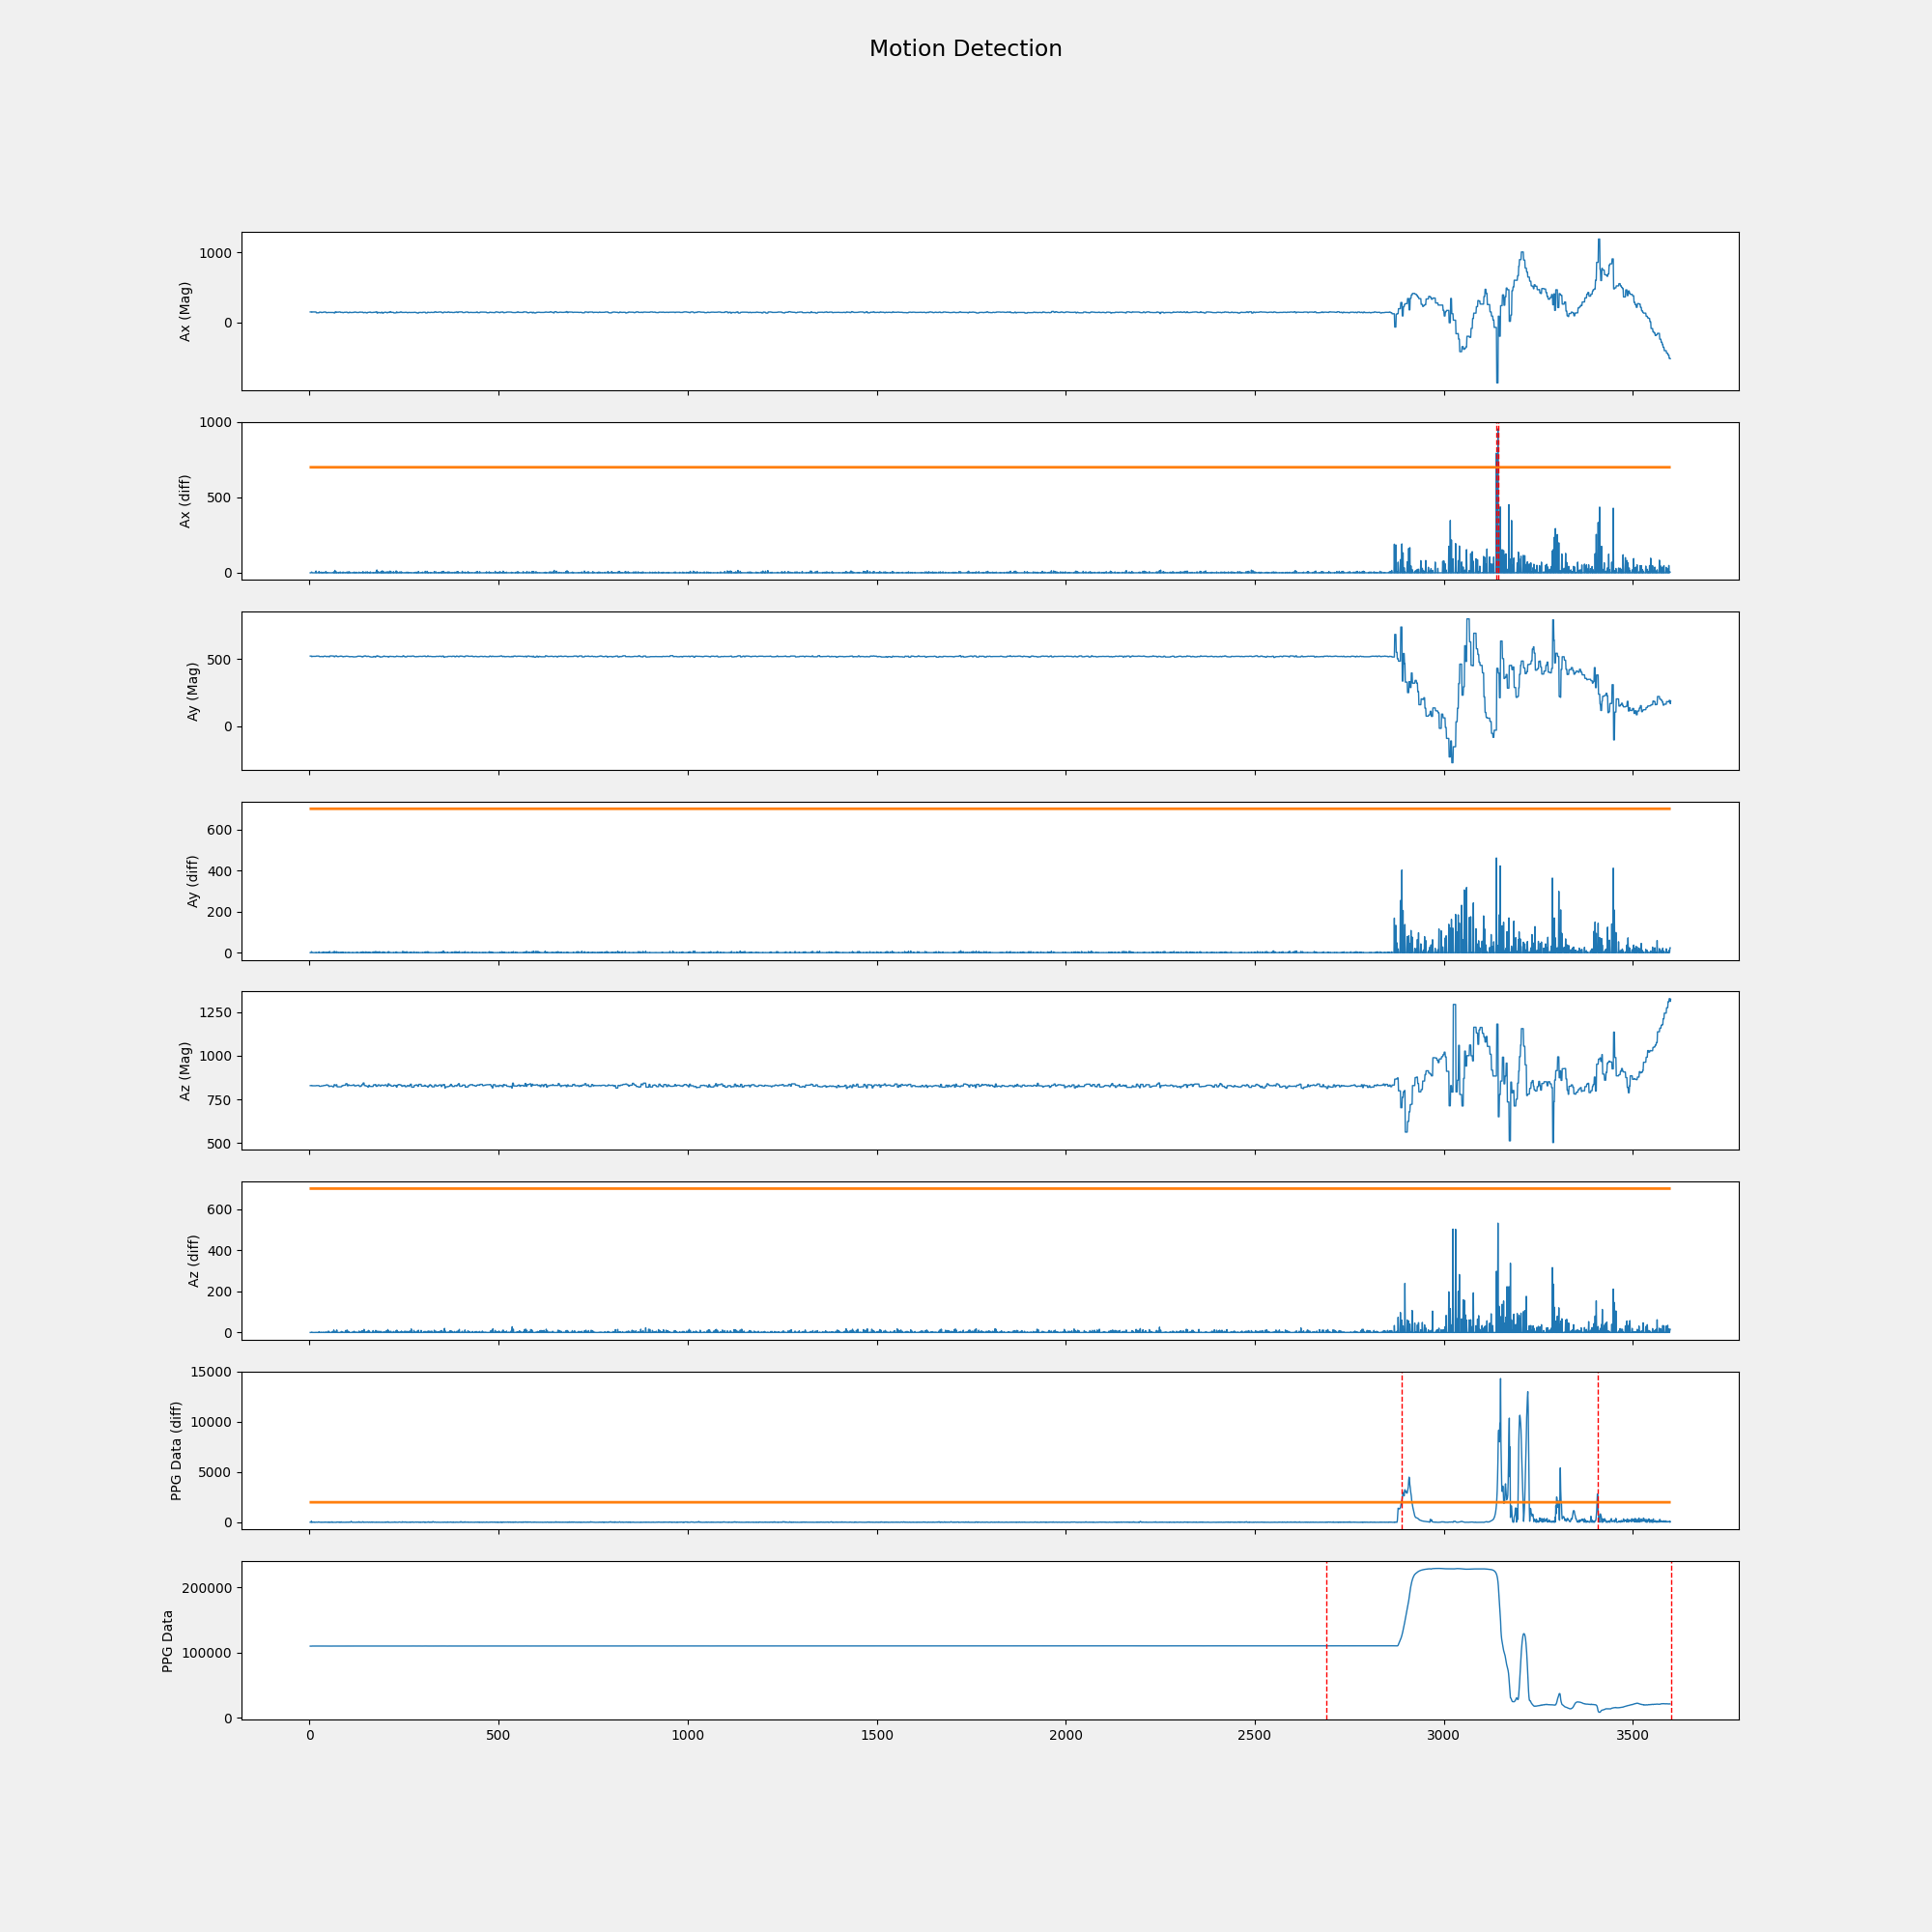 Motion Detection
1000
0
Ax (Mag)
1000
500
0
Ax (diff)
500
0
Ay (Mag)
600
400
200
0
Ay (diff)
1250
1000
750
500
Az (Mag)
600
400
200
0
Az (diff)
15000
10000
5000
0
PPG Data (diff)
200000
100000
0
PPG Data
0 500 1000 1500 2000 2500 3000 3500